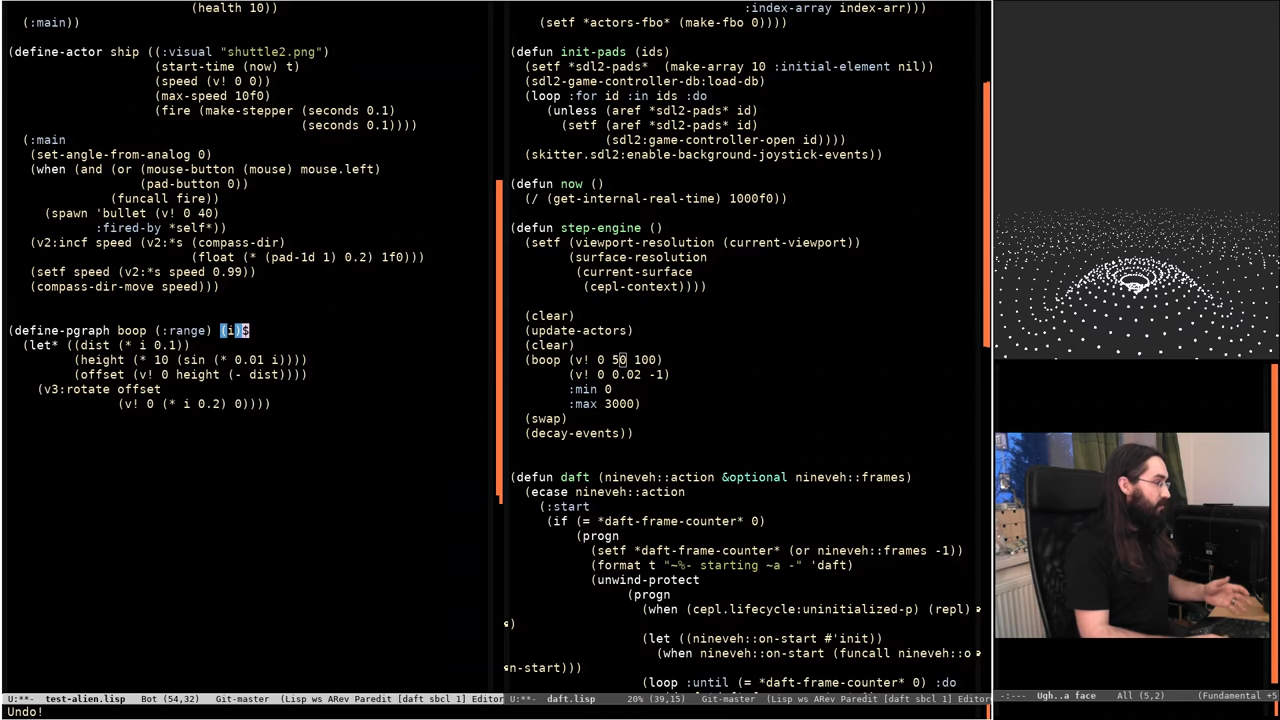 (health 10))
(:main))
(define-actor ship ((:visual "shuttle2.png")
(start-time (now) t)
(speed (v! 0 0))
(max-speed 10f0)
(fire (make-stepper (seconds 0.1)
(seconds 0.1))))
(:main
(set-angle-from-analog 0)
(when (and (or (mouse-button (mouse) mouse.left)
(pad-button 0))
(funcall fire))
(spawn 'bullet (v! 0 40)
:fired-by *self*))
(v2:incf speed (v2:*s (compass-dir)
(float (* (pad-1d 1) 0.2) 1f0)))
(setf speed (v2:*s speed 0.99))
(compass-dir-move speed)))
(define-pgraph boop (:range) (i)$
(let* ((dist (* i 0.1))
(height (* 10 (sin (* 0.01 i))))
(offset (v! 0 height (- dist))))
(v3:rotate offset
(v! 0 (* i 0.2) 0))))
U:**- test-alien.lisp Bot (54,32) Git-master (Lisp ws ARev Paredit [daft sbcl 1] Editor
Undo!
:index-array index-arr)))
(setf *actors-fbo* (make-fbo 0))))
(defun init-pads (ids)
(setf *sdl2-pads* (make-array 10 :initial-element nil))
(sdl2-game-controller-db:load-db)
(loop :for id :in ids :do
(unless (aref *sdl2-pads* id)
(setf (aref *sdl2-pads* id)
(sdl2:game-controller-open id))))
(skitter.sdl2:enable-background-joystick-events))
(defun now ()
(/ (get-internal-real-time) 1000f0))
(defun step-engine ()
(setf (viewport-resolution (current-viewport))
(surface-resolution
(current-surface
(cepl-context))))
(clear)
(update-actors)
(clear)
(boop (v! 0 50 100)
(v! 0 0.02 -1)
:min 0
:max 3000)
(swap)
(decay-events))
(defun daft (nineveh::action &optional nineveh::frames)
(ecase nineveh::action
(:start
(if (= *daft-frame-counter* 0)
(progn
(setf *daft-frame-counter* (or nineveh::frames -1))
(format t "~%- starting ~a -" 'daft)
(unwind-protect
(progn
(when (cepl.lifecycle:uninitialized-p) (repl)
)
(let ((nineveh::on-start #'init))
(when nineveh::on-start (funcall nineveh::o
n-start)))
(loop :until (= *daft-frame-counter* 0) :do
U:**- daft.lisp 20% (39,15) Git-master (Lisp ws ARev Paredit [daft sbcl 1] Editor
-:--- Ugh..a face All (5,2) (Fundamental +5